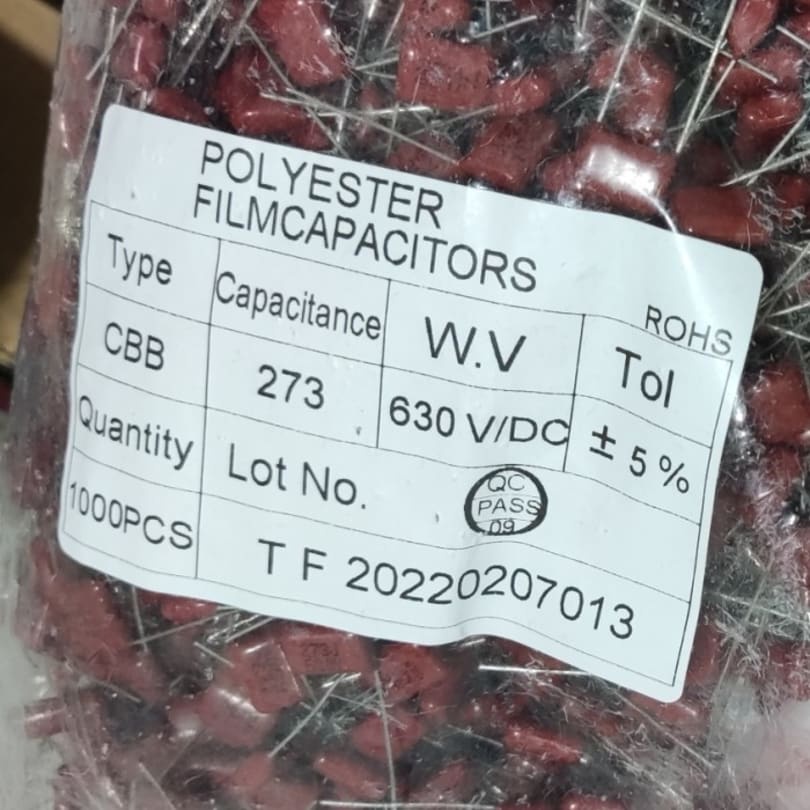 POLYESTER
FILMCAPACITORS
ROHS
Type Capacitance W.V Tol
CBB 273 630 V/DC ± 5 %
Quantity Lot No.
QC
PASS
09
1000PCS T F 20220207013
273J